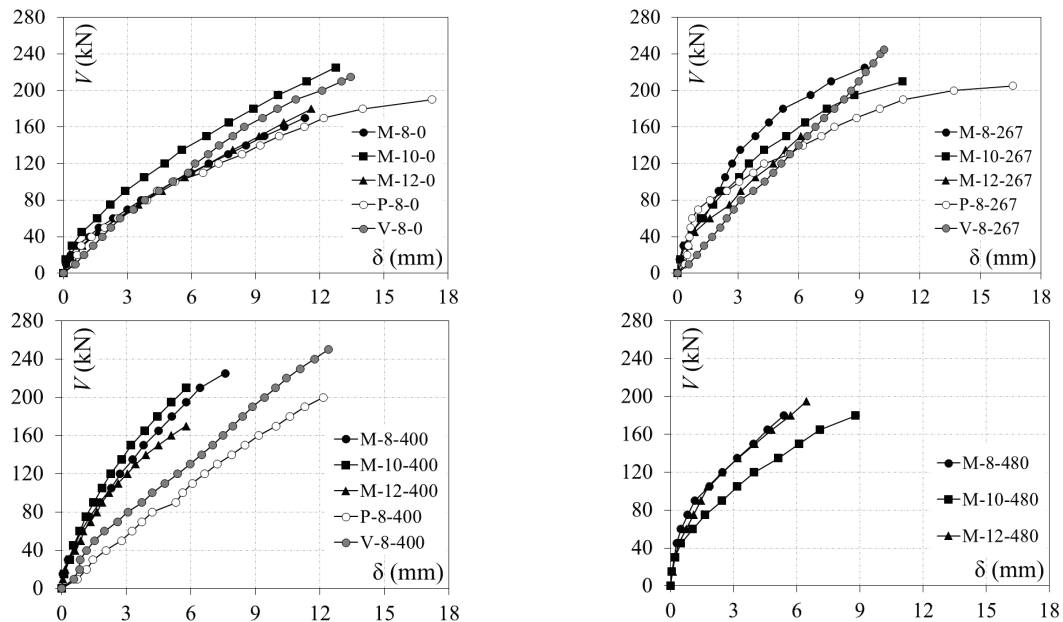 280
240
200
160
120
80
40
0
V (kN)
M-8-0
M-10-0
M-12-0
P-8-0
V-8-0
δ (mm)
0 3 6 9 12 15 18
280
240
200
160
120
80
40
0
V (kN)
M-8-267
M-10-267
M-12-267
P-8-267
V-8-267
δ (mm)
0 3 6 9 12 15 18
280
240
200
160
120
80
40
0
V (kN)
M-8-400
M-10-400
M-12-400
P-8-400
V-8-400
δ (mm)
0 3 6 9 12 15 18
280
240
200
160
120
80
40
0
V (kN)
M-8-480
M-10-480
M-12-480
δ (mm)
0 3 6 9 12 15 18